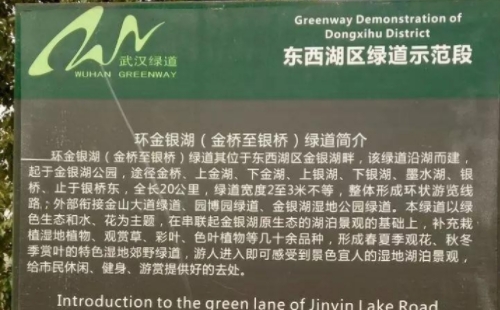 武汉绿道
WUHAN GREENWAY
Greenway Demonstration of
Dongxihu District
东西湖区绿道示范段
环金银湖（金桥至银桥）绿道简介
环金银湖（金桥至银桥）绿道其位于东西湖区金银湖畔，该绿道沿湖而建，
起于金银湖公园，途径金桥、上金湖、下金湖、上银湖、下银湖、墨水湖、银
桥、止于银桥东，全长20公里，绿道宽度2至3米不等，整体形成环状游览线
路；外部衔接金山大道绿道、园博园绿道、金银湖湿地公园绿道。本绿道以绿
色生态和水、花为主题，在串联起金银湖原生态的湖泊景观的基础上，补充栽
植湿地植物、观赏草、彩叶、色叶植物等几十余品种，形成春夏季观花、秋冬
季赏叶的特色湿地郊野绿道，游人进入即可感受到景色宜人的湿地湖泊景观，
给市民休闲、健身、游赏提供好的去处。
Introduction to the green lane of Jinyin Lake Road